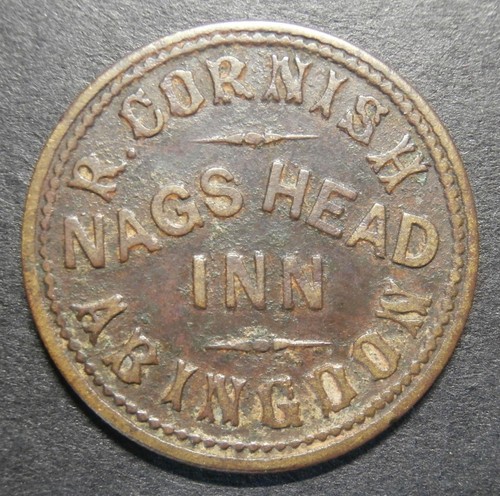 R. CORNISH
NAGS HEAD
INN
ABINGDON